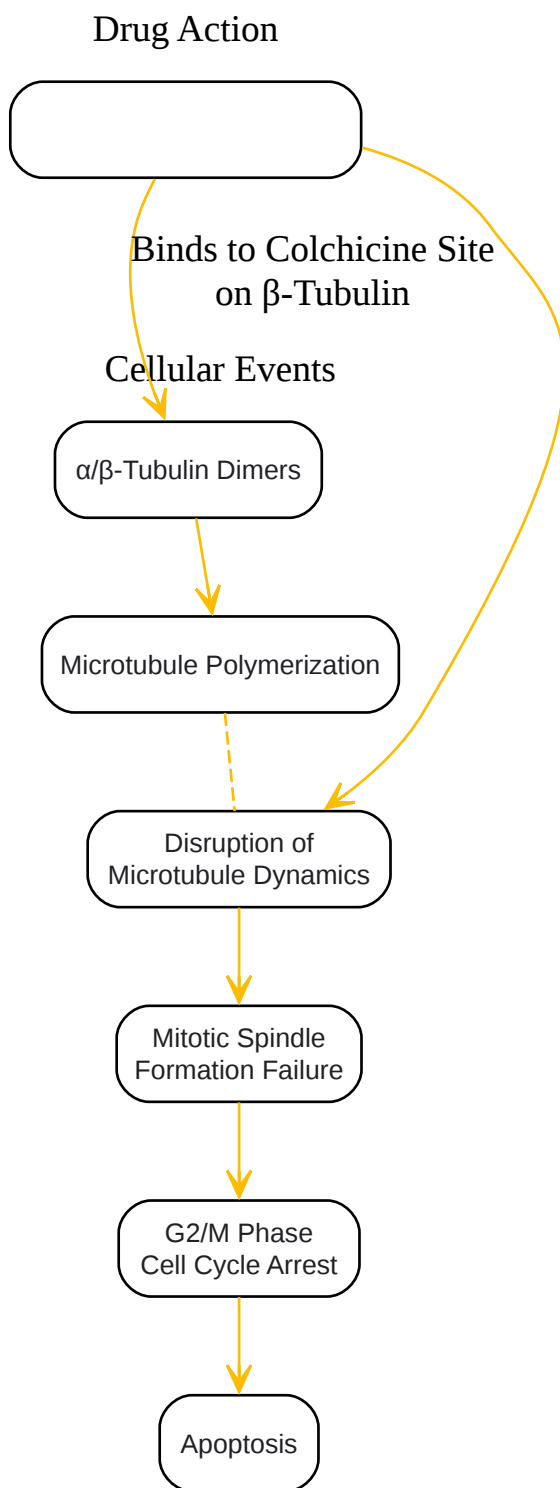 Drug Action
Binds to Colchicine Site
on β-Tubulin
Cellular Events
α/β-Tubulin Dimers
Microtubule Polymerization
Disruption of
Microtubule Dynamics
Mitotic Spindle
Formation Failure
G2/M Phase
Cell Cycle Arrest
Apoptosis